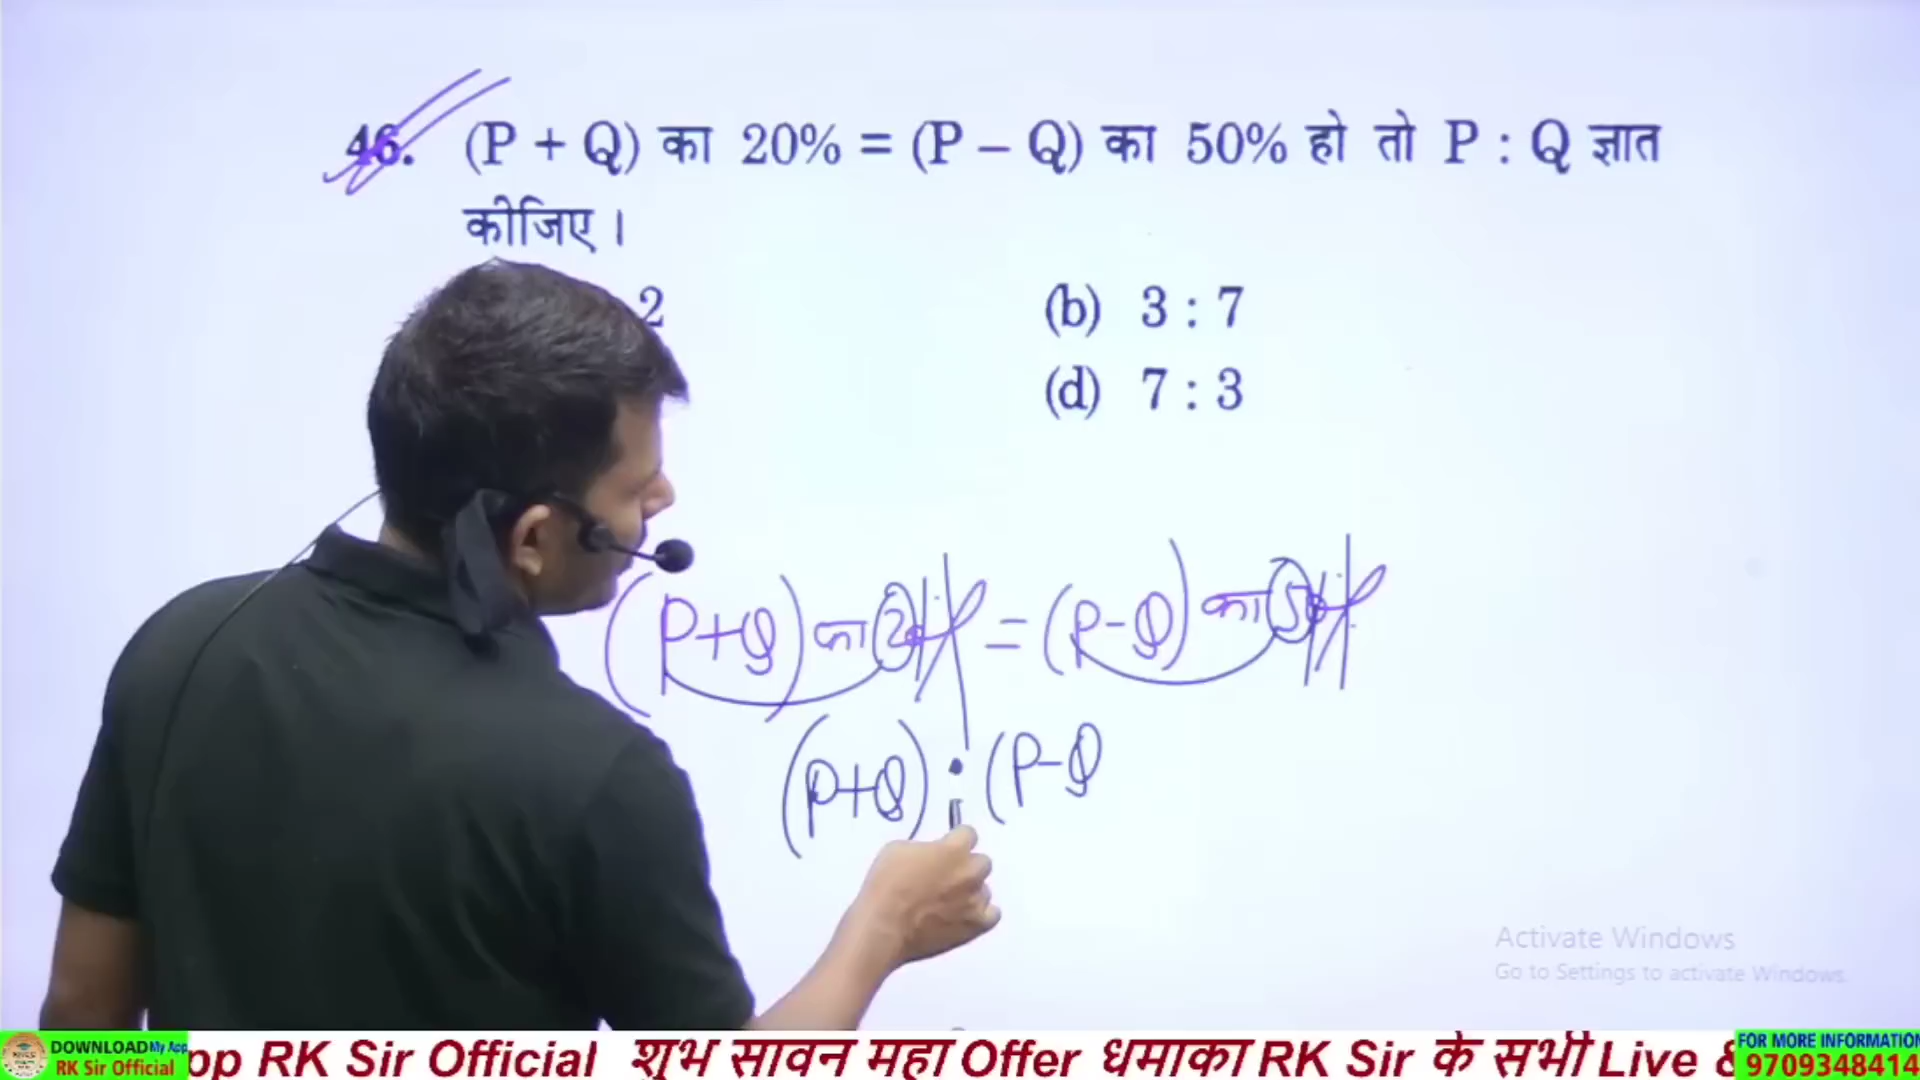 46. (P + Q) का 20% = (P – Q) का 50% हो तो P : Q ज्ञात
कीजिए ।
2
(b) 3 : 7
(d) 7 : 3
(P+Q) का 20% = (P-Q) का 50%
(P+Q) : (P-Q
Activate Windows
Go to Settings to activate Windows.
DOWNLOAD My App
RK Sir Official
pp RK Sir Official शुभ सावन महा Offer धमाका RK Sir के सभी Live &
FOR MORE INFORMATION
9709348414